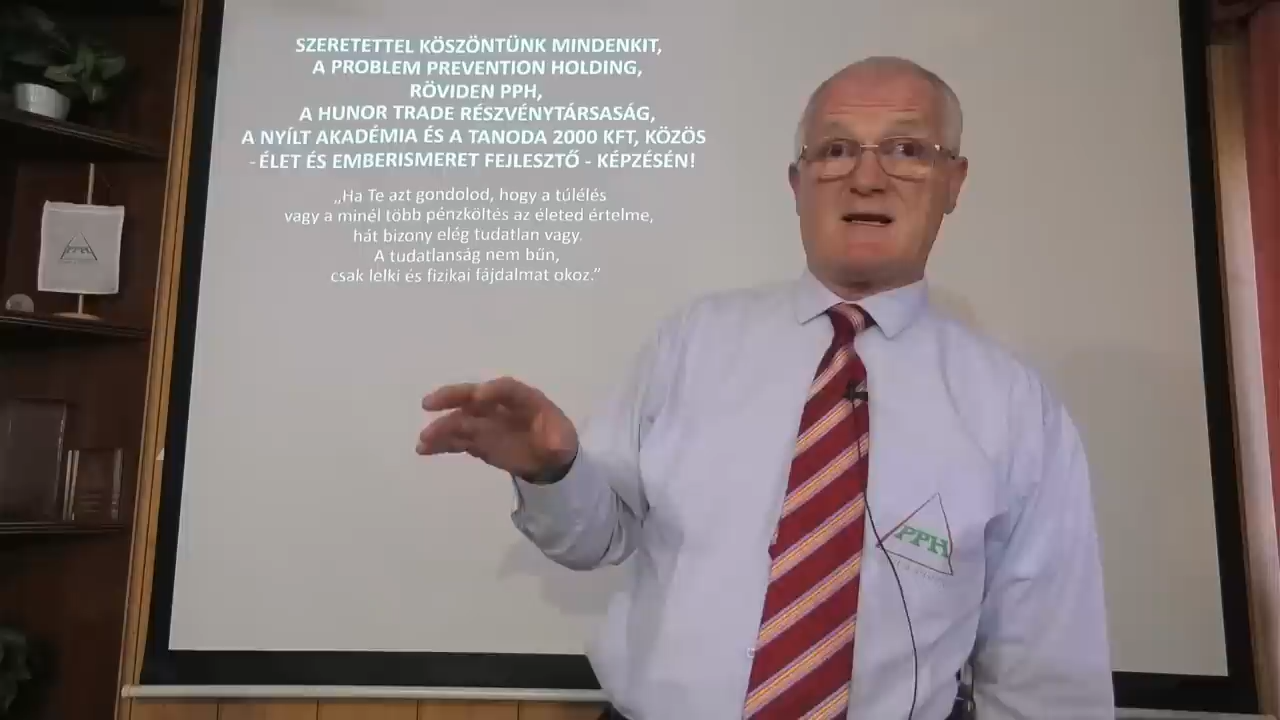 SZERETETTEL KÖSZÖNTÜNK MINDENKIT,
A PROBLEM PREVENTION HOLDING,
RÖVIDEN PPH,
A HUNOR TRADE RÉSZVÉNYTÁRSASÁG,
A NYÍLT AKADÉMIA ÉS A TANODA 2000 KFT, KÖZÖS
- ÉLET ÉS EMBERISMERET FEJLESZTŐ - KÉPZÉSÉN!
„Ha Te azt gondolod, hogy a túlélés
vagy a minél több pénzköltés az életed értelme,
hát bizony elég tudatlan vagy.
A tudatlanság nem bűn,
csak lelki és fizikai fájdalmat okoz.”
PPH
PPH